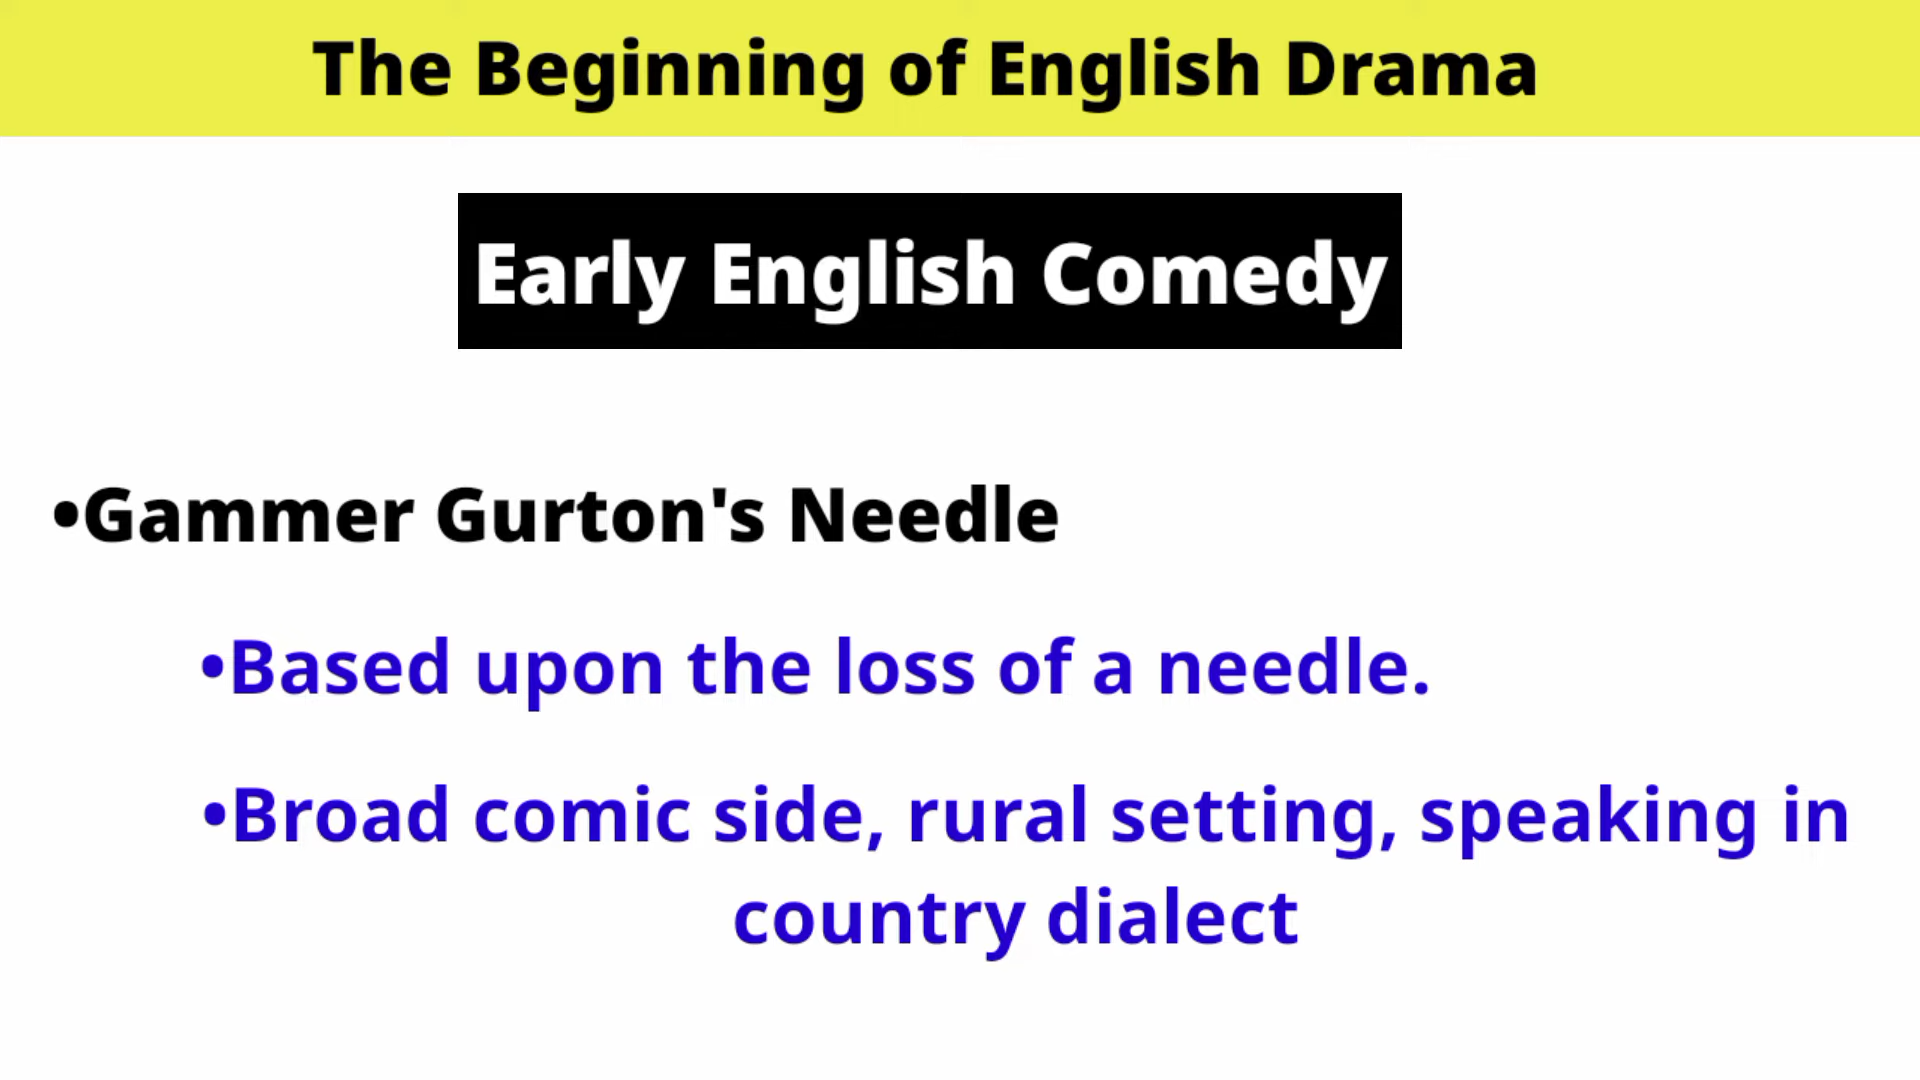 The Beginning of English Drama
Early English Comedy
•Gammer Gurton's Needle
•Based upon the loss of a needle.
•Broad comic side, rural setting, speaking in
country dialect